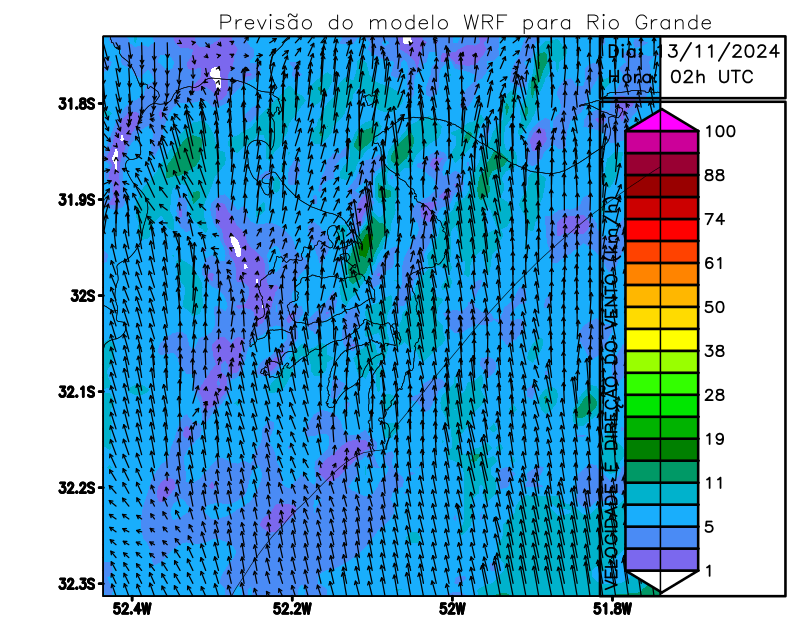 Previsão do modelo WRF para Rio Grande
Dia: 13/11/2024
Hora: 02h UTC
31.8S
31.9S
32S
32.1S
32.2S
32.3S
52.4W
52.2W
52W
51.8W
VELOCIDADE E DIREÇÃO DO VENTO (km/h)
100
88
74
61
50
38
28
19
11
5
1